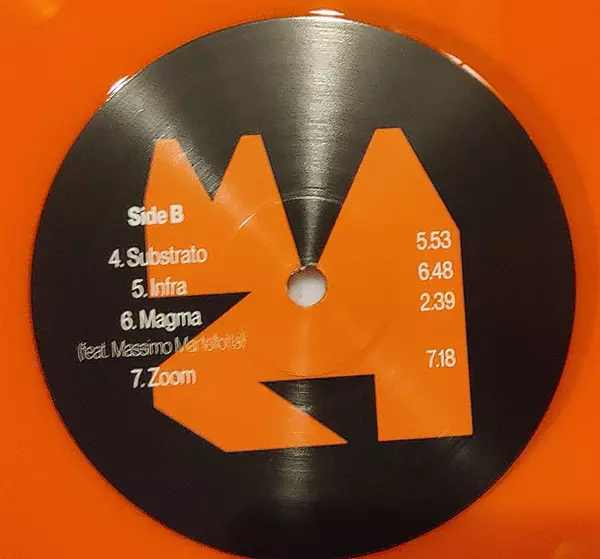 Side B
4. Substrato 5.53
5. Infra 6.48
6. Magma 2.39
(feat. Massimo Martellotta)
7. Zoom 7.18